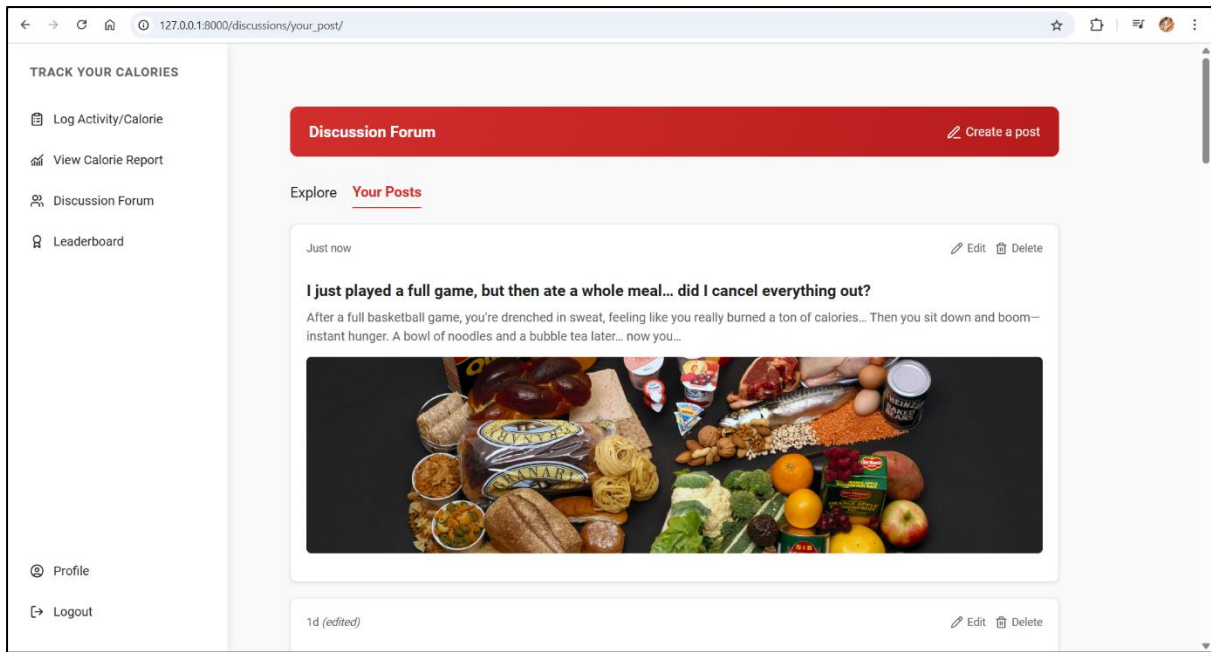 127.0.0.1:8000/discussions/your_post/
TRACK YOUR CALORIES
Log Activity/Calorie
View Calorie Report
Discussion Forum
Leaderboard
Profile
Logout
Discussion Forum
Create a post
Explore Your Posts
Just now
Edit Delete
I just played a full game, but then ate a whole meal... did I cancel everything out?
After a full basketball game, you're drenched in sweat, feeling like you really burned a ton of calories... Then you sit down and boom—
instant hunger. A bowl of noodles and a bubble tea later... now you...
HEINZ
BAKED
BEANS
1d (edited)
Edit Delete